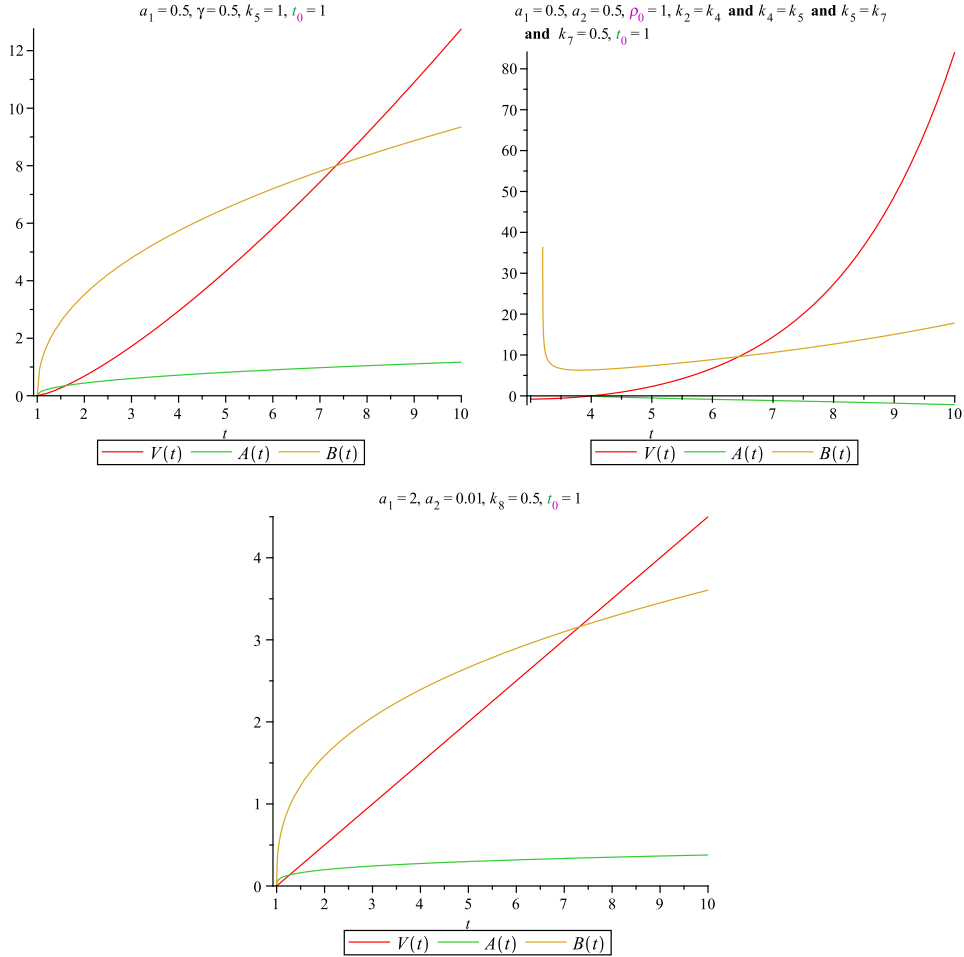 a₁ = 0.5, γ = 0.5, k₅ = 1, t₀ = 1
12
10
8
6
4
2
0
1 2 3 4 5 6 7 8 9 10
t
V(t) A(t) B(t)
a₁ = 0.5, a₂ = 0.5, ρ₀ = 1, k₂ = k₄ and k₄ = k₅ and k₅ = k₇
and k₇ = 0.5, t₀ = 1
80
70
60
50
40
30
20
10
0
4 5 6 7 8 9 10
t
V(t) A(t) B(t)
a₁ = 2, a₂ = 0.01, k₈ = 0.5, t₀ = 1
4
3
2
1
0
1 2 3 4 5 6 7 8 9 10
t
V(t) A(t) B(t)